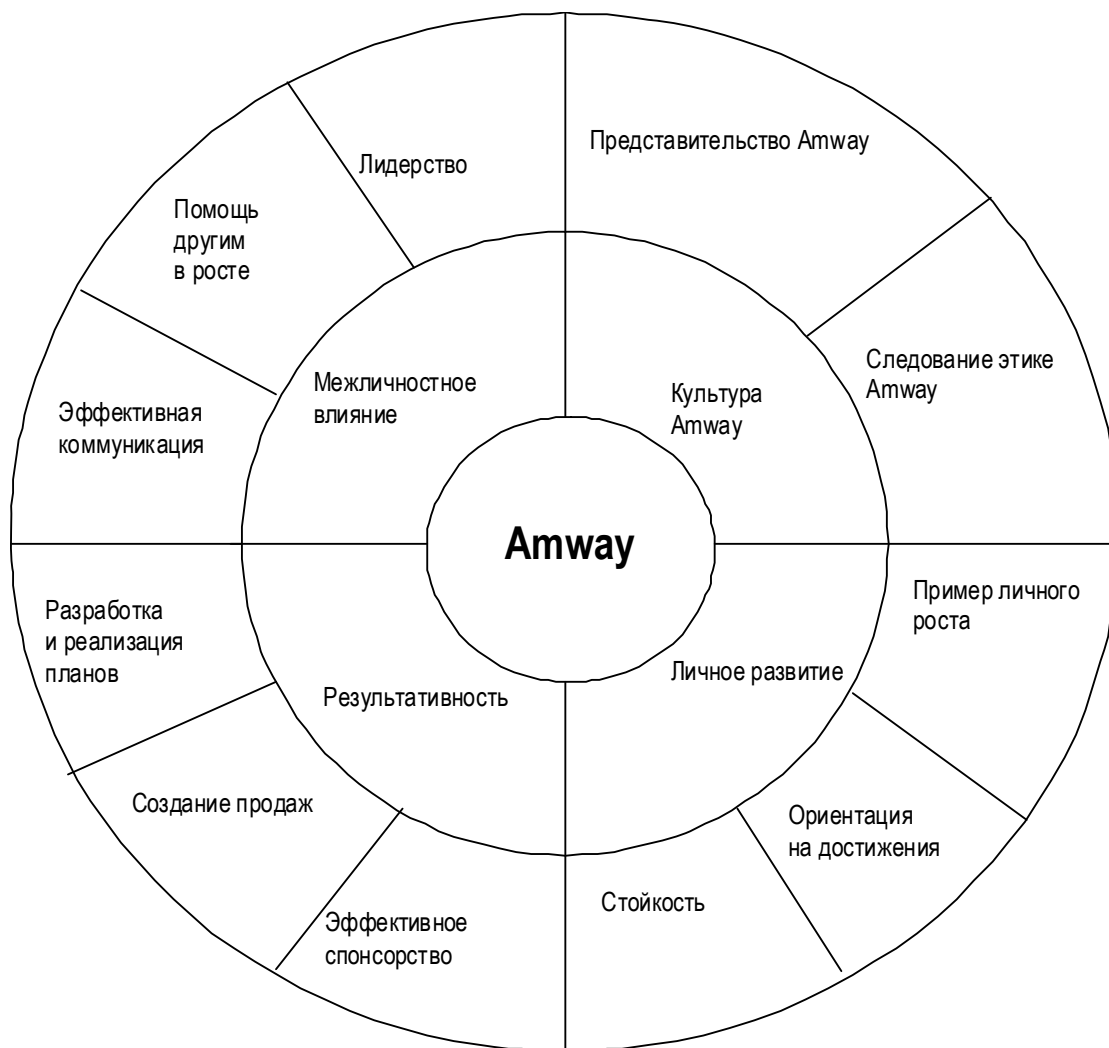 Представительство Amway
Лидерство
Помощь
другим
в росте
Следование этике
Amway
Межличностное
влияние
Культура
Amway
Эффективная
коммуникация
Amway
Пример личного
роста
Разработка
и реализация
планов
Личное развитие
Результативность
Создание продаж
Ориентация
на достижения
Стойкость
Эффективное
спонсорство